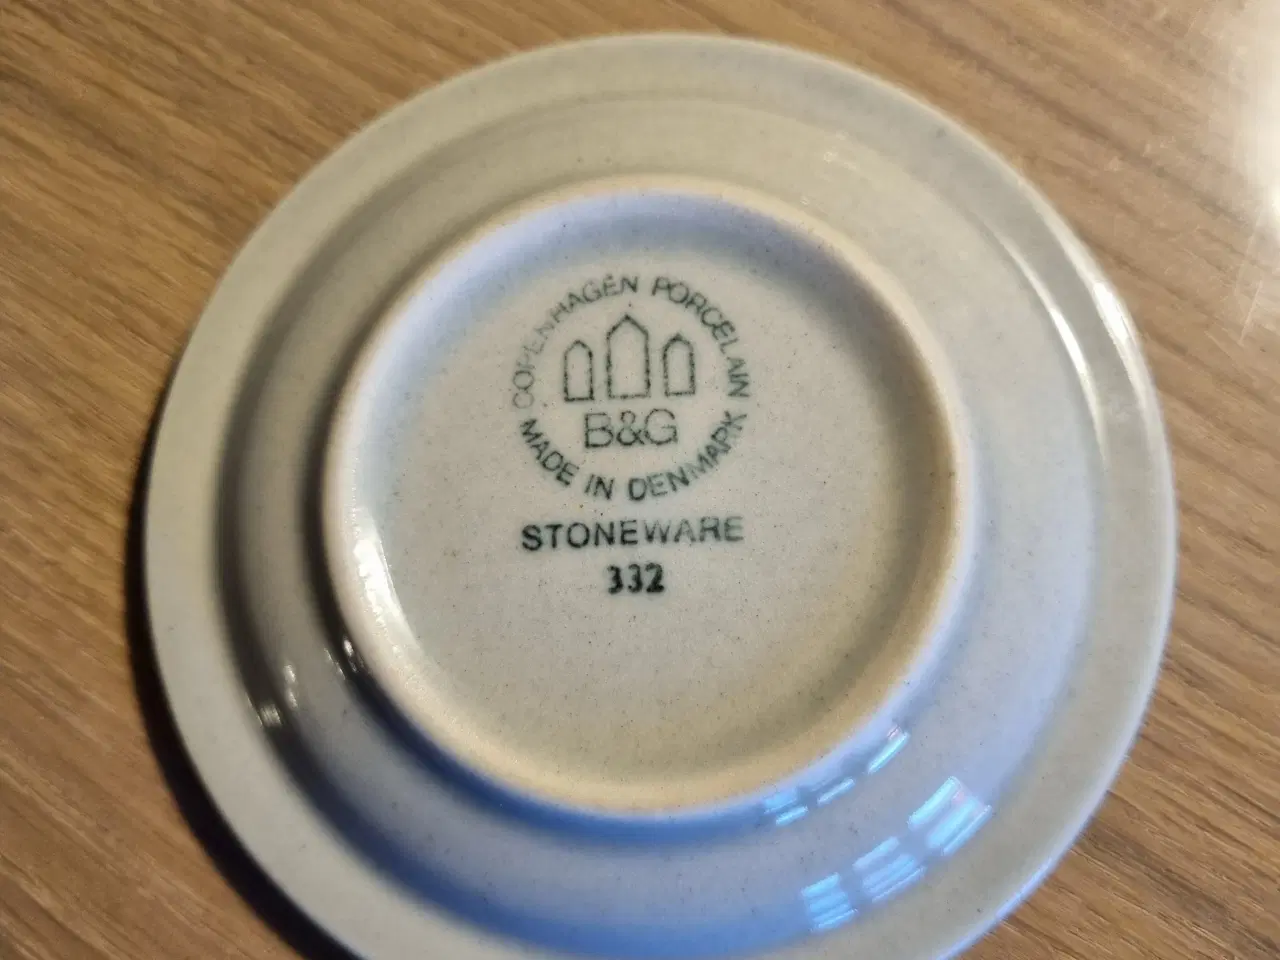 COPENHAGEN PORCELAIN
B&G
MADE IN DENMARK
STONEWARE
332